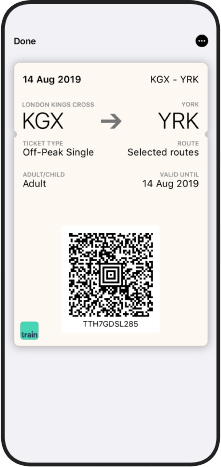 Done
14 Aug 2019 KGX - YRK
LONDON KINGS CROSS YORK
KGX YRK
TICKET TYPE ROUTE
Off-Peak Single Selected routes
ADULT/CHILD VALID UNTIL
Adult 14 Aug 2019
TTH7GDSL285
train